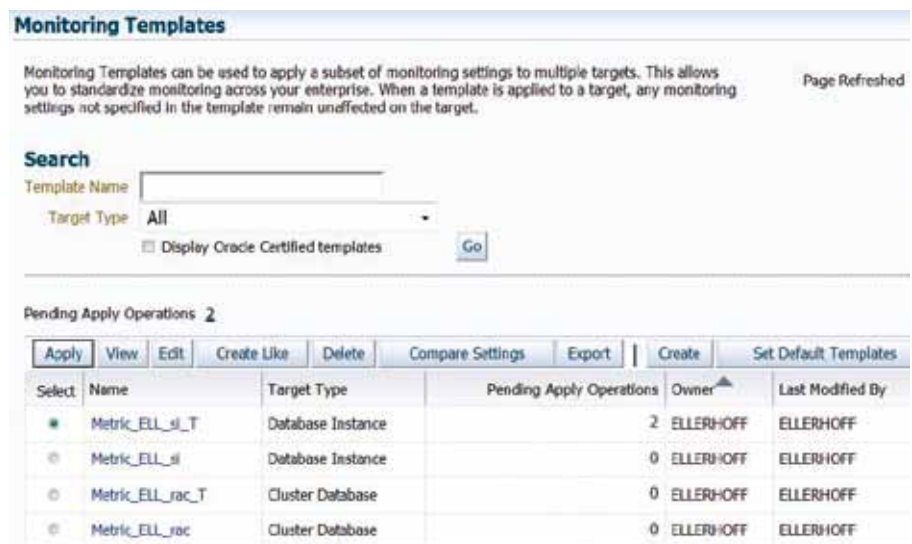 Monitoring Templates
Monitoring Templates can be used to apply a subset of monitoring settings to multiple targets. This allows
you to standardize monitoring across your enterprise. When a template is applied to a target, any monitoring
settings not specified in the template remain unaffected on the target.
Page Refreshed
Search
Template Name
Target Type All
Display Oracle Certified templates Go
Pending Apply Operations 2
Apply View Edit Create Like Delete Compare Settings Export | Create Set Default Templates
Select Name Target Type Pending Apply Operations Owner Last Modified By
Metric_ELL_si_T Database Instance 2 ELLERHOFF ELLERHOFF
Metric_ELL_si Database Instance 0 ELLERHOFF ELLERHOFF
Metric_ELL_rac_T Cluster Database 0 ELLERHOFF ELLERHOFF
Metric_ELL_rac Cluster Database 0 ELLERHOFF ELLERHOFF